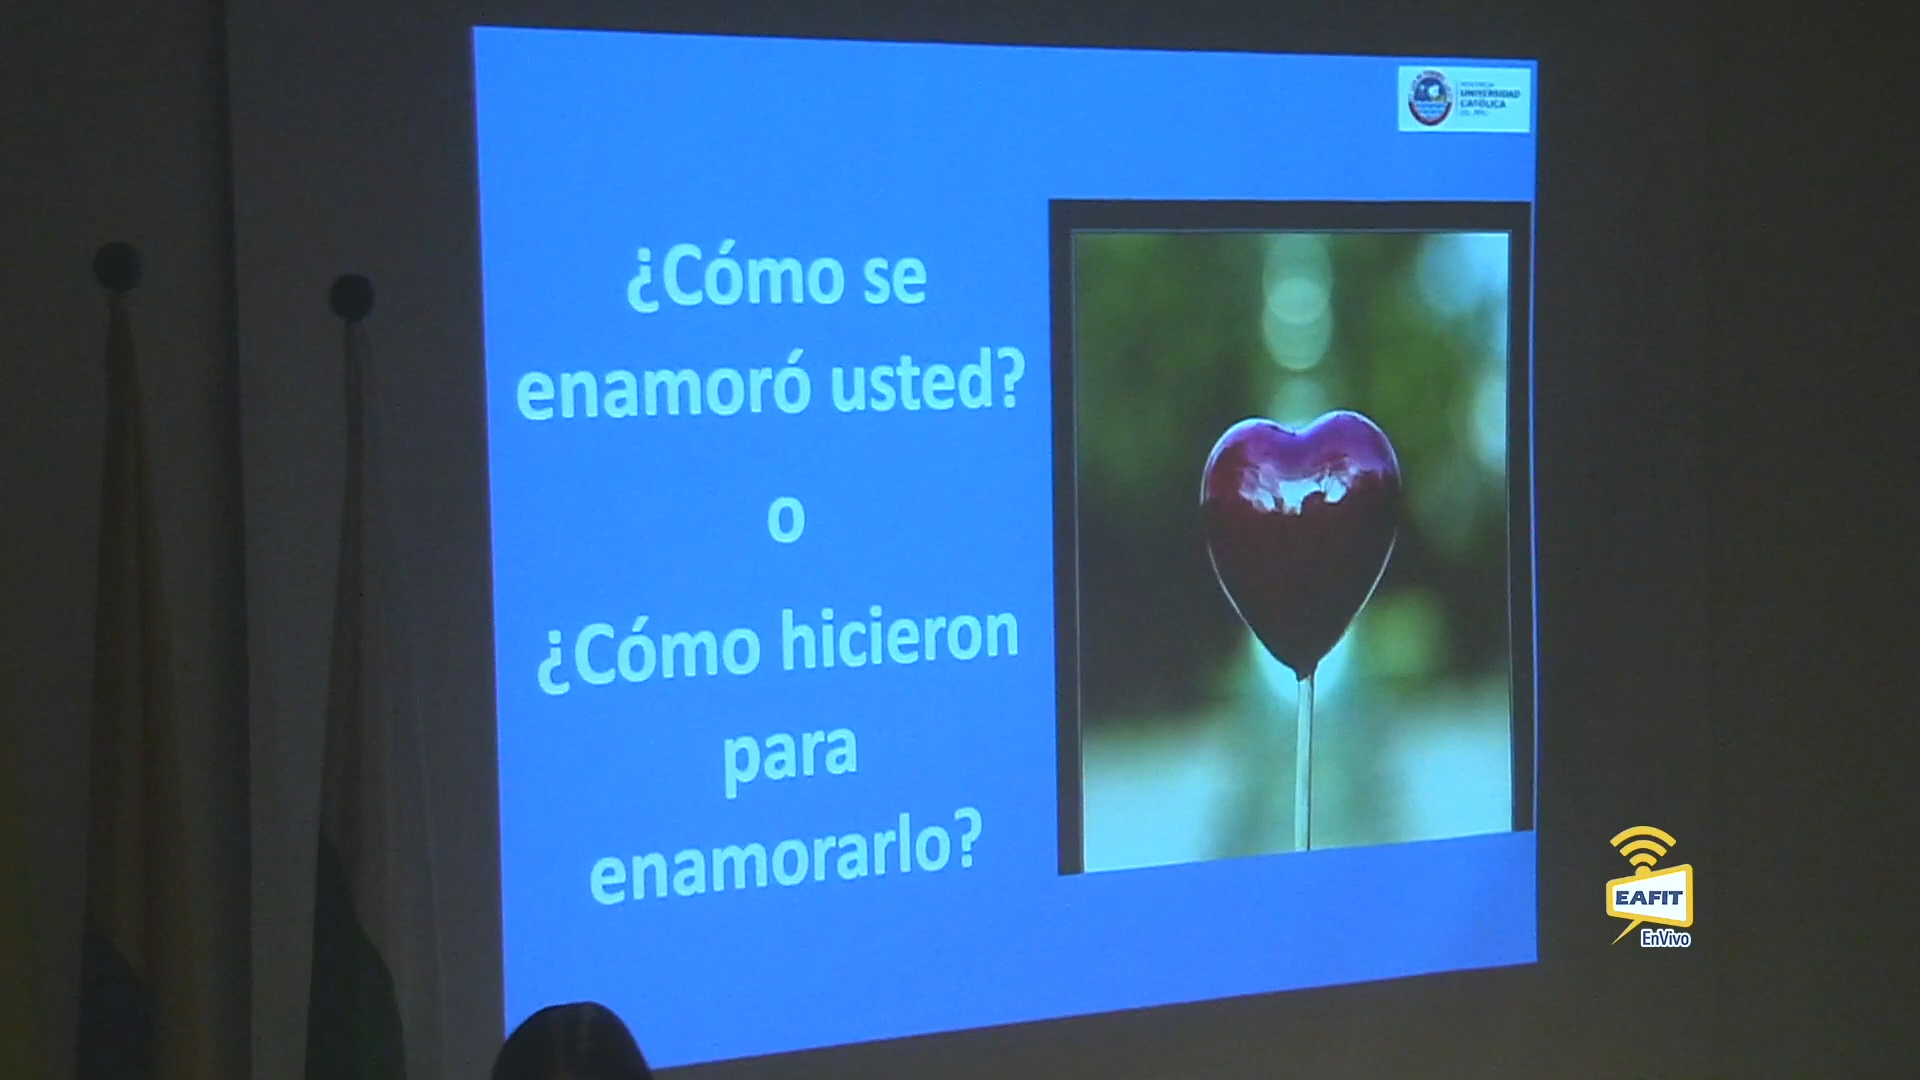 UNIVERSIDAD
CATÓLICA
¿Cómo se
enamoró usted?
o
¿Cómo hicieron
para
enamorarlo?
EAFIT
EnVivo